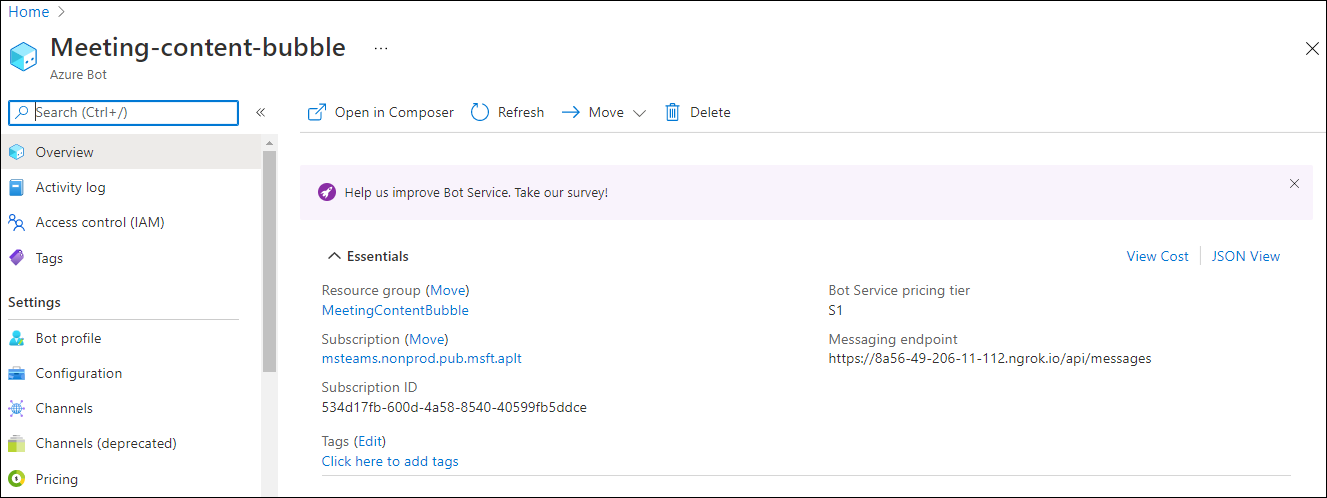 Home
Meeting-content-bubble ...
Azure Bot
Search (Ctrl+/)
«
Overview
Activity log
Access control (IAM)
Tags
Settings
Bot profile
Configuration
Channels
Channels (deprecated)
Pricing
Open in Composer Refresh Move Delete
Help us improve Bot Service. Take our survey!
Essentials View Cost JSON View
Resource group (Move)
MeetingContentBubble
Subscription (Move)
msteams.nonprod.pub.msft.aplt
Subscription ID
534d17fb-600d-4a58-8540-40599fb5ddce
Tags (Edit)
Click here to add tags
Bot Service pricing tier
S1
Messaging endpoint
https://8a56-49-206-11-112.ngrok.io/api/messages